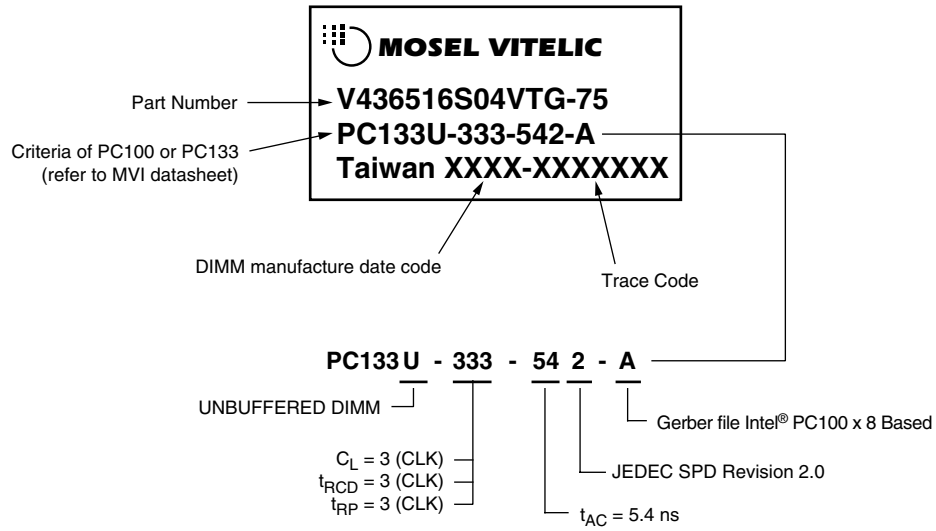 MOSEL VITELIC
Part Number
V436516S04VTG-75
Criteria of PC100 or PC133
(refer to MVI datasheet)
PC133U-333-542-A
Taiwan XXXX-XXXXXXX
DIMM manufacture date code
Trace Code
PC133 U - 333 - 54 2 - A
UNBUFFERED DIMM
Gerber file Intel® PC100 x 8 Based
CL = 3 (CLK)
tRCD = 3 (CLK)
tRP = 3 (CLK)
JEDEC SPD Revision 2.0
tAC = 5.4 ns